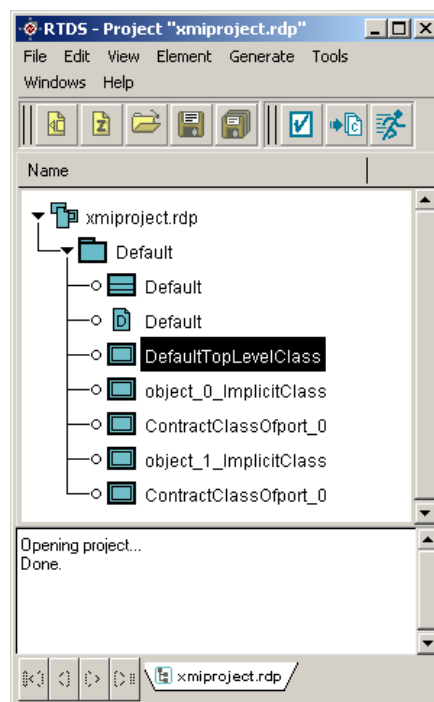 RTDS - Project "xmiproject.rdp"
File Edit View Element Generate Tools
Windows Help
Name
xmiproject.rdp
Default
Default
D Default
DefaultTopLevelClass
object_0_ImplicitClass
ContractClassOfport_0
object_1_ImplicitClass
ContractClassOfport_0
Opening project...
Done.
xmiproject.rdp